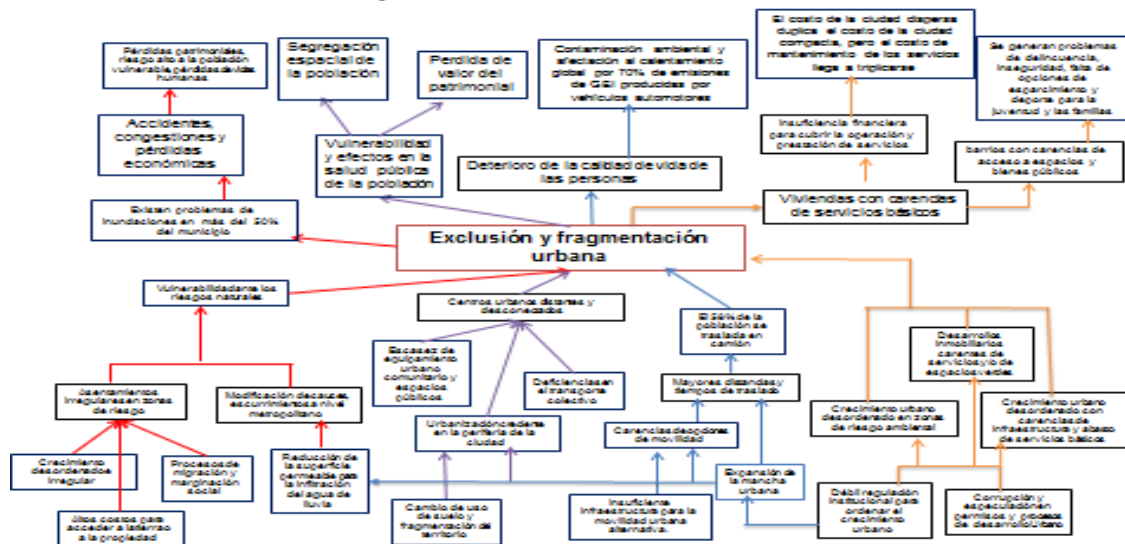 Pérdidas patrimoniales,
riesgo alto a la población
vulnerable, pérdidas de vidas
humanas
Segregación
espacial de la
población
Perdida de
valor del
patrimonial
Contaminación ambiental y
afectación al calentamiento
global por 70% de emisiones
de GEI producidas por
vehículos automotores
El costo de la ciudad dispersa
duplica el costo de la ciudad
compacta, pero el costo de
mantenimiento de los servicios
llega a triplicarse
Se generan problemas
de delincuencia,
inseguridad, falta de
opciones de
esparcimiento y
deporte para la
juventud y las familias
Accidentes,
congestiones y
pérdidas
económicas
Vulnerabilidad
y efectos en la
salud pública
de la población
Deterioro de la calidad de vida de
las personas
Insuficiencia financiera
para cubrir la operación y
prestación de servicios
barrios con carencias de
acceso a espacios y
bienes públicos
Existen problemas de
inundaciones en más del 50%
del municipio
Viviendas con carencias
de servicios básicos
Exclusión y fragmentación
urbana
Vulnerabilidad ante los
riesgos naturales
Centros urbanos distantes y
desconectados
El 56% de la
población se
traslada en
camión
Escasez de
equipamiento
urbano
comunitario y
espacios
públicos
Deficiencias en
el transporte
colectivo
Desarrollos
inmobiliarios
carentes de
servicios y/o de
espacios verdes
Asentamientos
irregulares en zonas
de riesgo
Modificación de cauces,
escurrimientos a nivel
metropolitano
Mayores distancias y
tiempos de traslado
Crecimiento urbano
desordenado en zonas
de riesgo ambiental
Crecimiento urbano
desordenado con
carencias de
infraestructura y abasto
de servicios básicos
Urbanización creciente
en la periferia de la
ciudad
Carencias de opciones
de movilidad
Crecimiento
desordenado e
irregular
Procesos de
migración y
marginación
social
Reducción de
la superficie
permeable para
la infiltración
del agua de
lluvia
Expansión de
la mancha
urbana
Altos costos para
acceder a la tierra o
a la propiedad
Cambio de uso
de suelo y
fragmentación del
territorio
Insuficiente
infraestructura para la
movilidad urbana
alternativa.
Débil regulación
institucional para
ordenar el
crecimiento
urbano
Corrupción y
especulación en
permisos y procesos
de desarrollo urbano